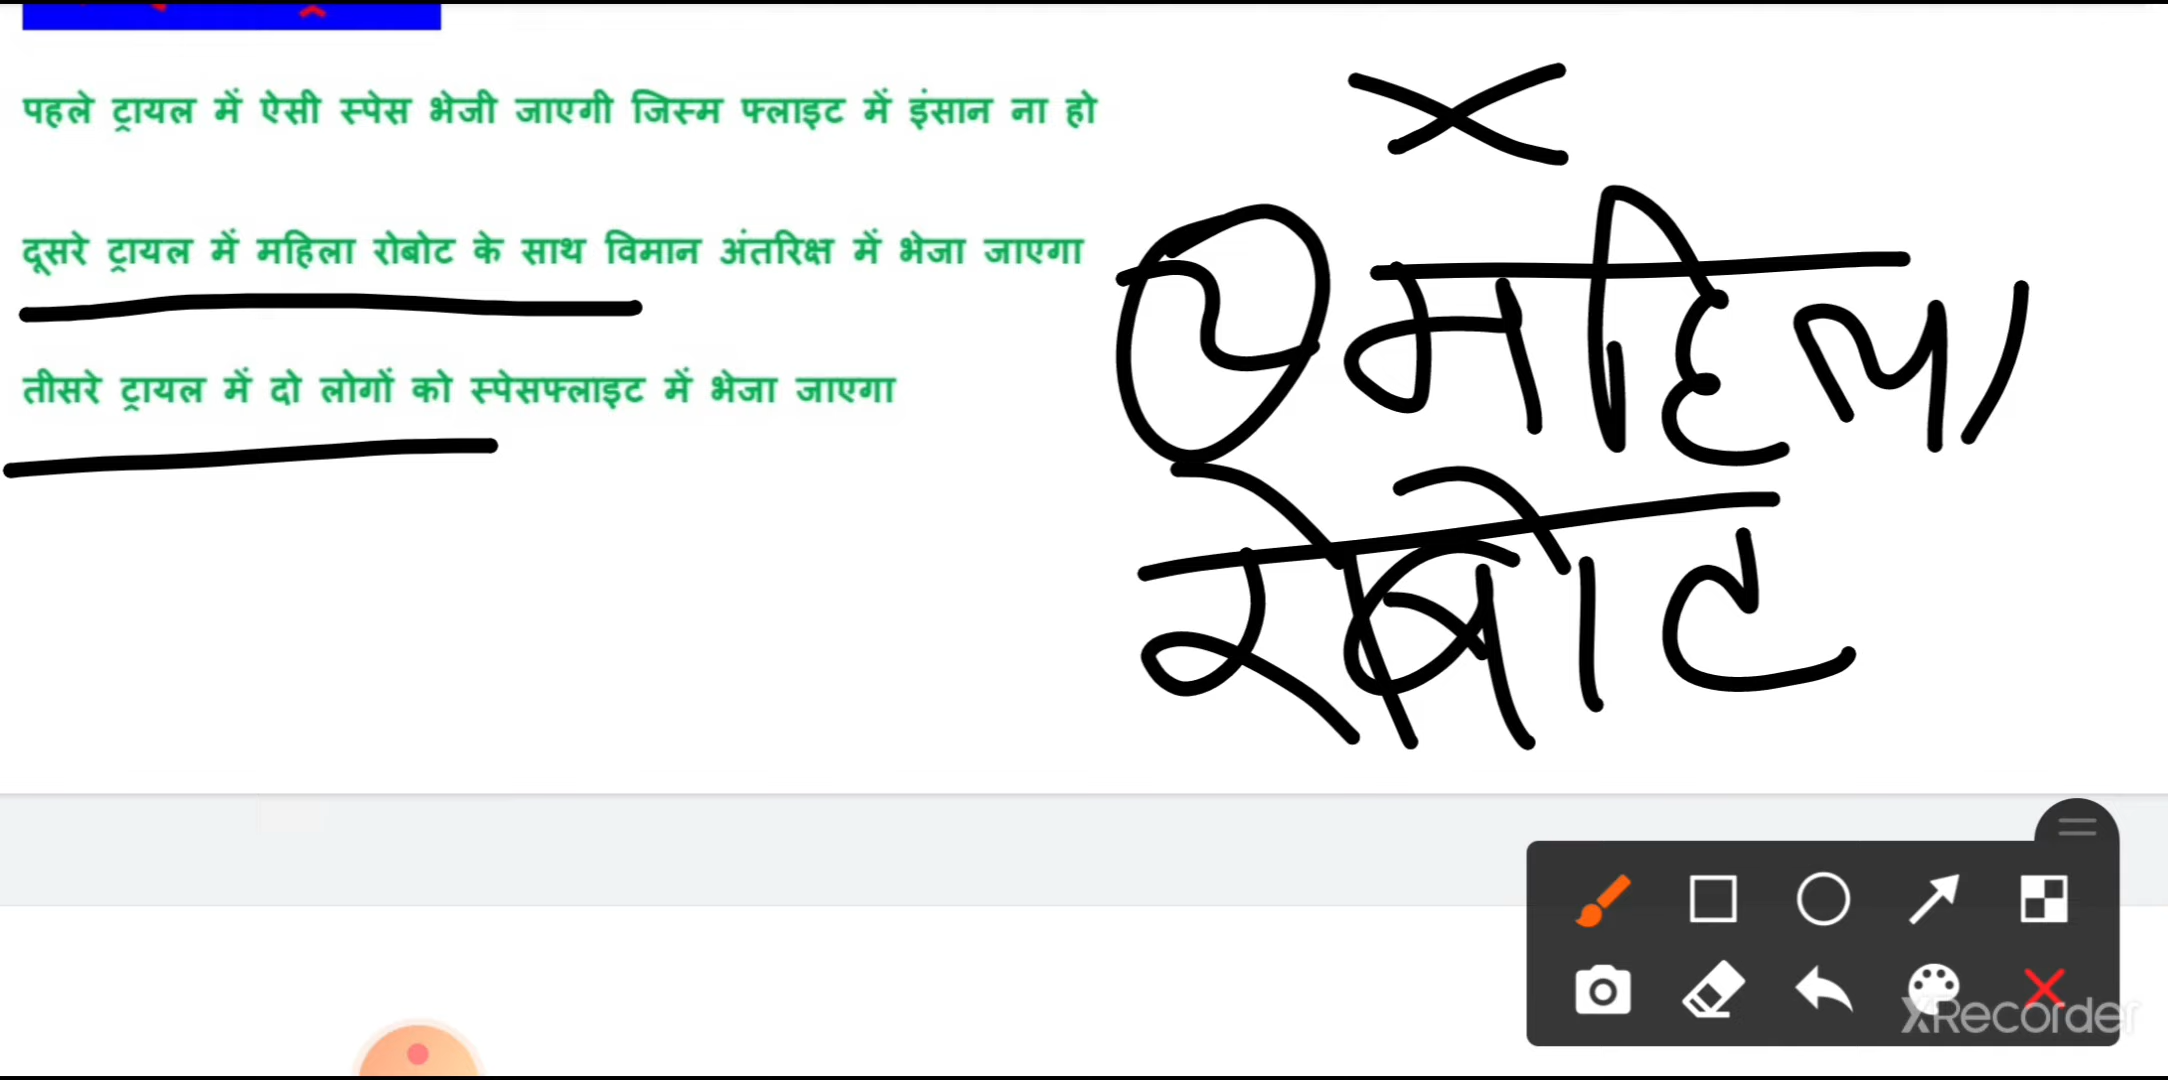 पहले ट्रायल में ऐसी स्पेस भेजी जाएगी जिस्म फ्लाइट में इंसान ना हो
दूसरे ट्रायल में महिला रोबोट के साथ विमान अंतरिक्ष में भेजा जाएगा
तीसरे ट्रायल में दो लोगों को स्पेसफ्लाइट में भेजा जाएगा
महिला
रोबोट
XRecorder